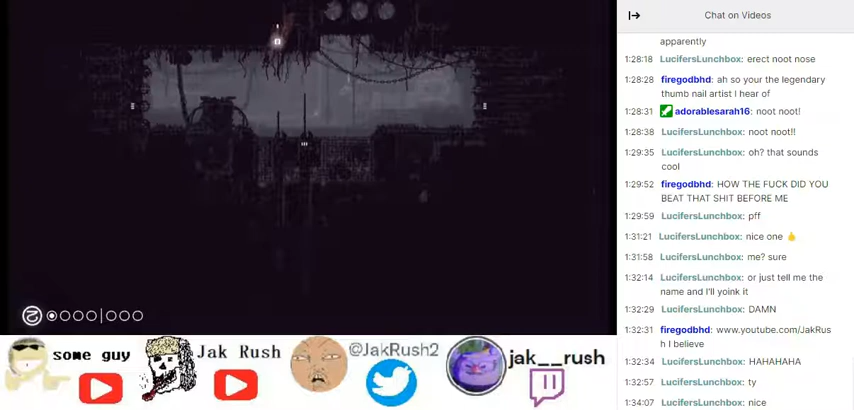 Chat on Videos
apparently
1:28:18 LucifersLunchbox: erect noot nose
1:28:28 firegodbhd: ah so your the legendary
thumb nail artist I hear of
1:28:31 adorablesarah16: noot noot!
1:28:38 LucifersLunchbox: noot noot!!
1:29:35 LucifersLunchbox: oh? that sounds
cool
1:29:52 firegodbhd: HOW THE FUCK DID YOU
BEAT THAT SHIT BEFORE ME
1:29:59 LucifersLunchbox: pff
1:31:21 LucifersLunchbox: nice one 👍
1:31:58 LucifersLunchbox: me? sure
1:32:14 LucifersLunchbox: or just tell me the
name and I'll yoink it
1:32:29 LucifersLunchbox: DAMN
1:32:31 firegodbhd: www.youtube.com/JakRus
h I believe
1:32:34 LucifersLunchbox: HAHAHAHA
1:32:57 LucifersLunchbox: ty
1:34:07 LucifersLunchbox: nice
some guy
Jak Rush
@JakRush2
jak__rush